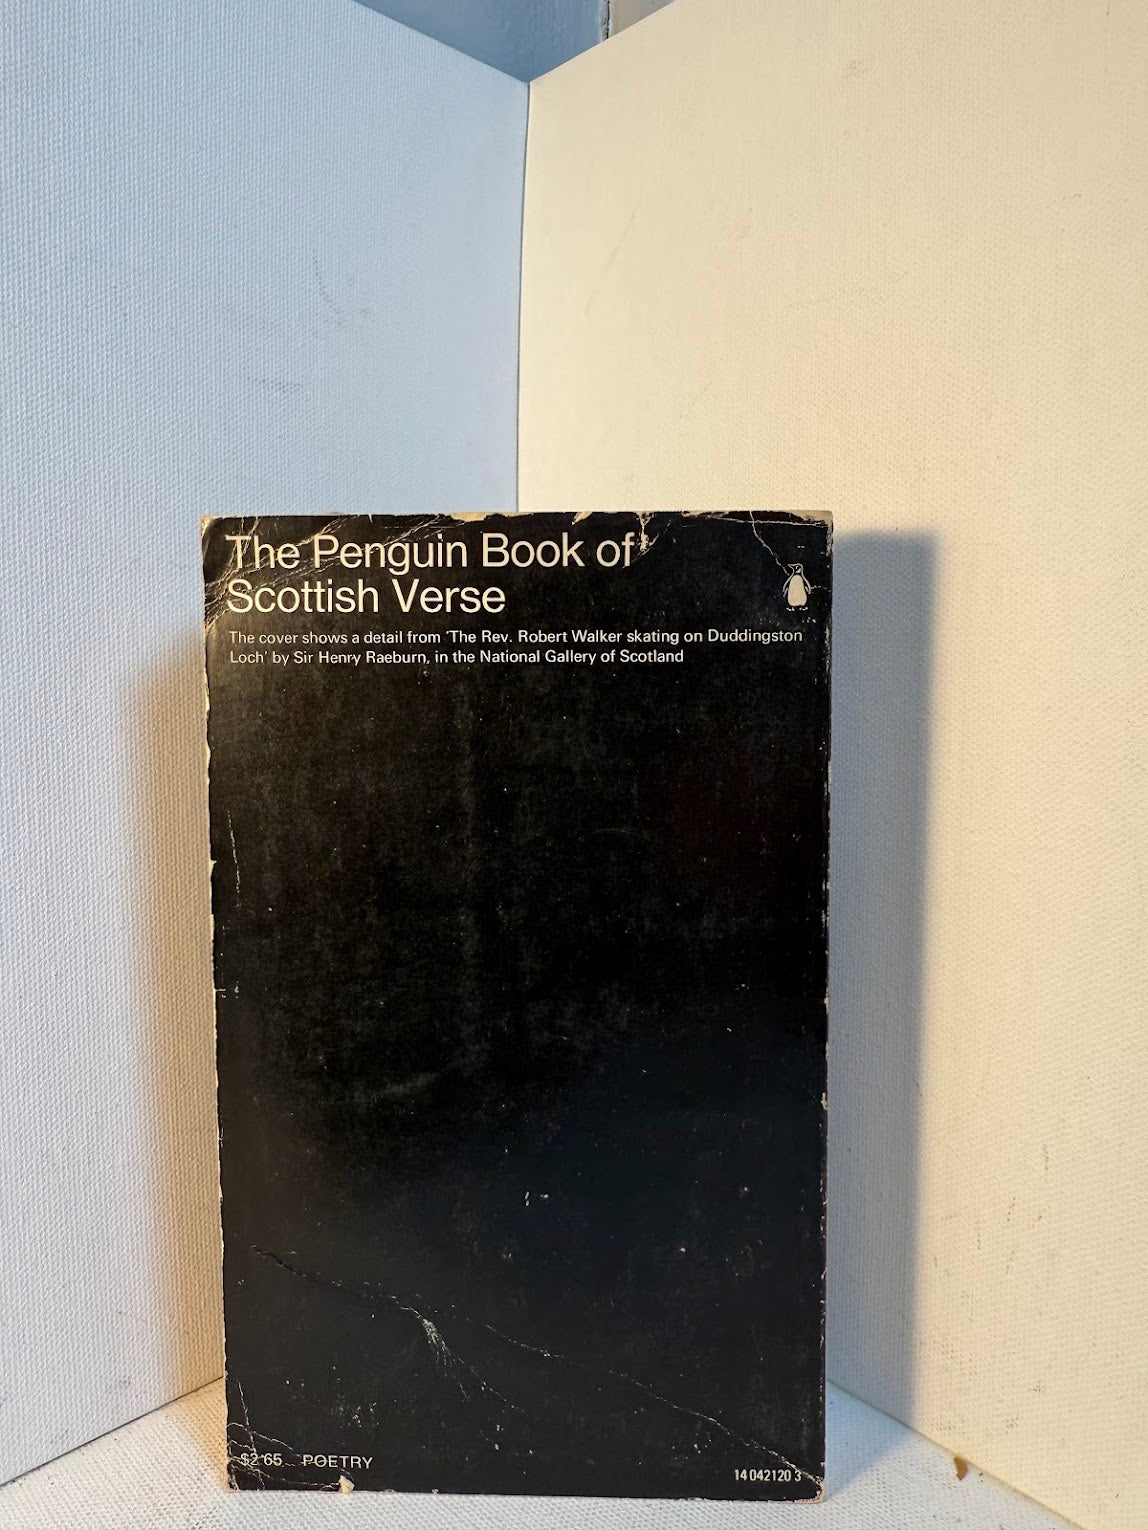 The Penguin Book of
Scottish Verse
The cover shows a detail from 'The Rev. Robert Walker skating on Duddingston
Loch' by Sir Henry Raeburn, in the National Gallery of Scotland
$2·65 POETRY
14 042120 3